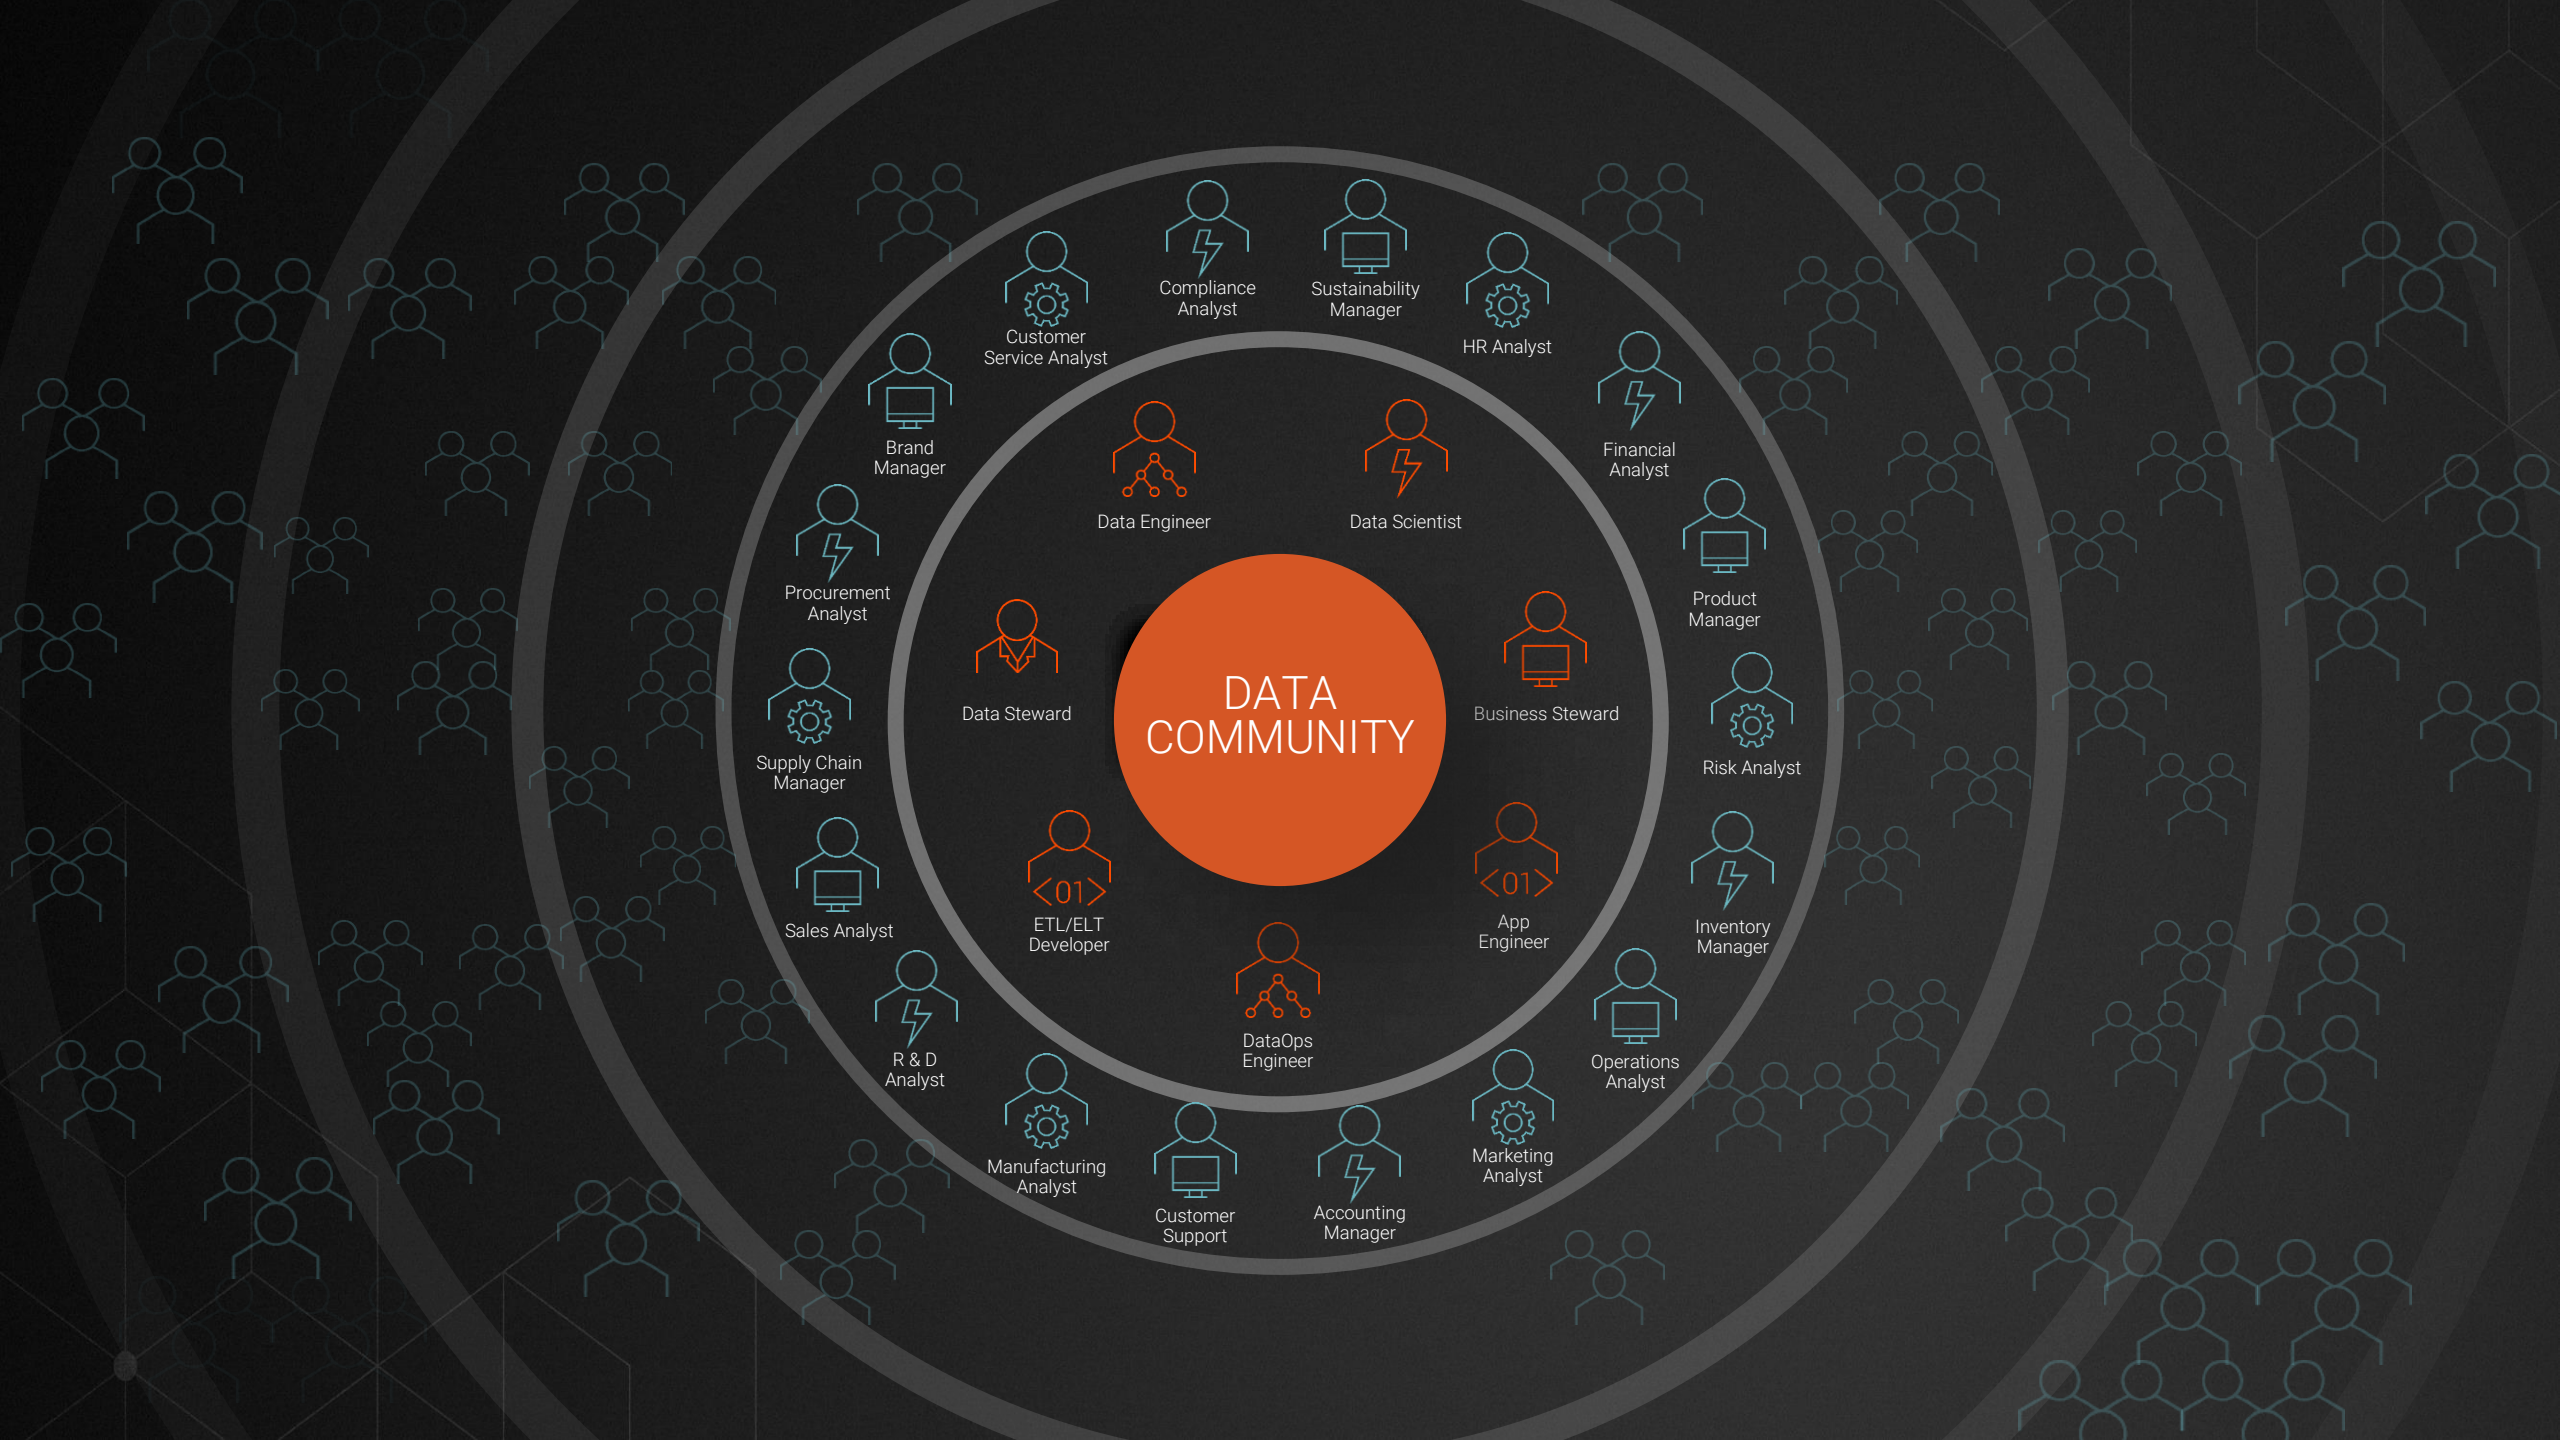 Compliance
Analyst
Sustainability
Manager
Customer
Service Analyst
HR Analyst
Brand
Manager
Financial
Analyst
Data Engineer
Data Scientist
Procurement
Analyst
Product
Manager
Data Steward
DATA
COMMUNITY
Business Steward
Supply Chain
Manager
Risk Analyst
<01>
<01>
Sales Analyst
ETL/ELT
Developer
App
Engineer
Inventory
Manager
DataOps
Engineer
R & D
Analyst
Operations
Analyst
Manufacturing
Analyst
Marketing
Analyst
Customer
Support
Accounting
Manager